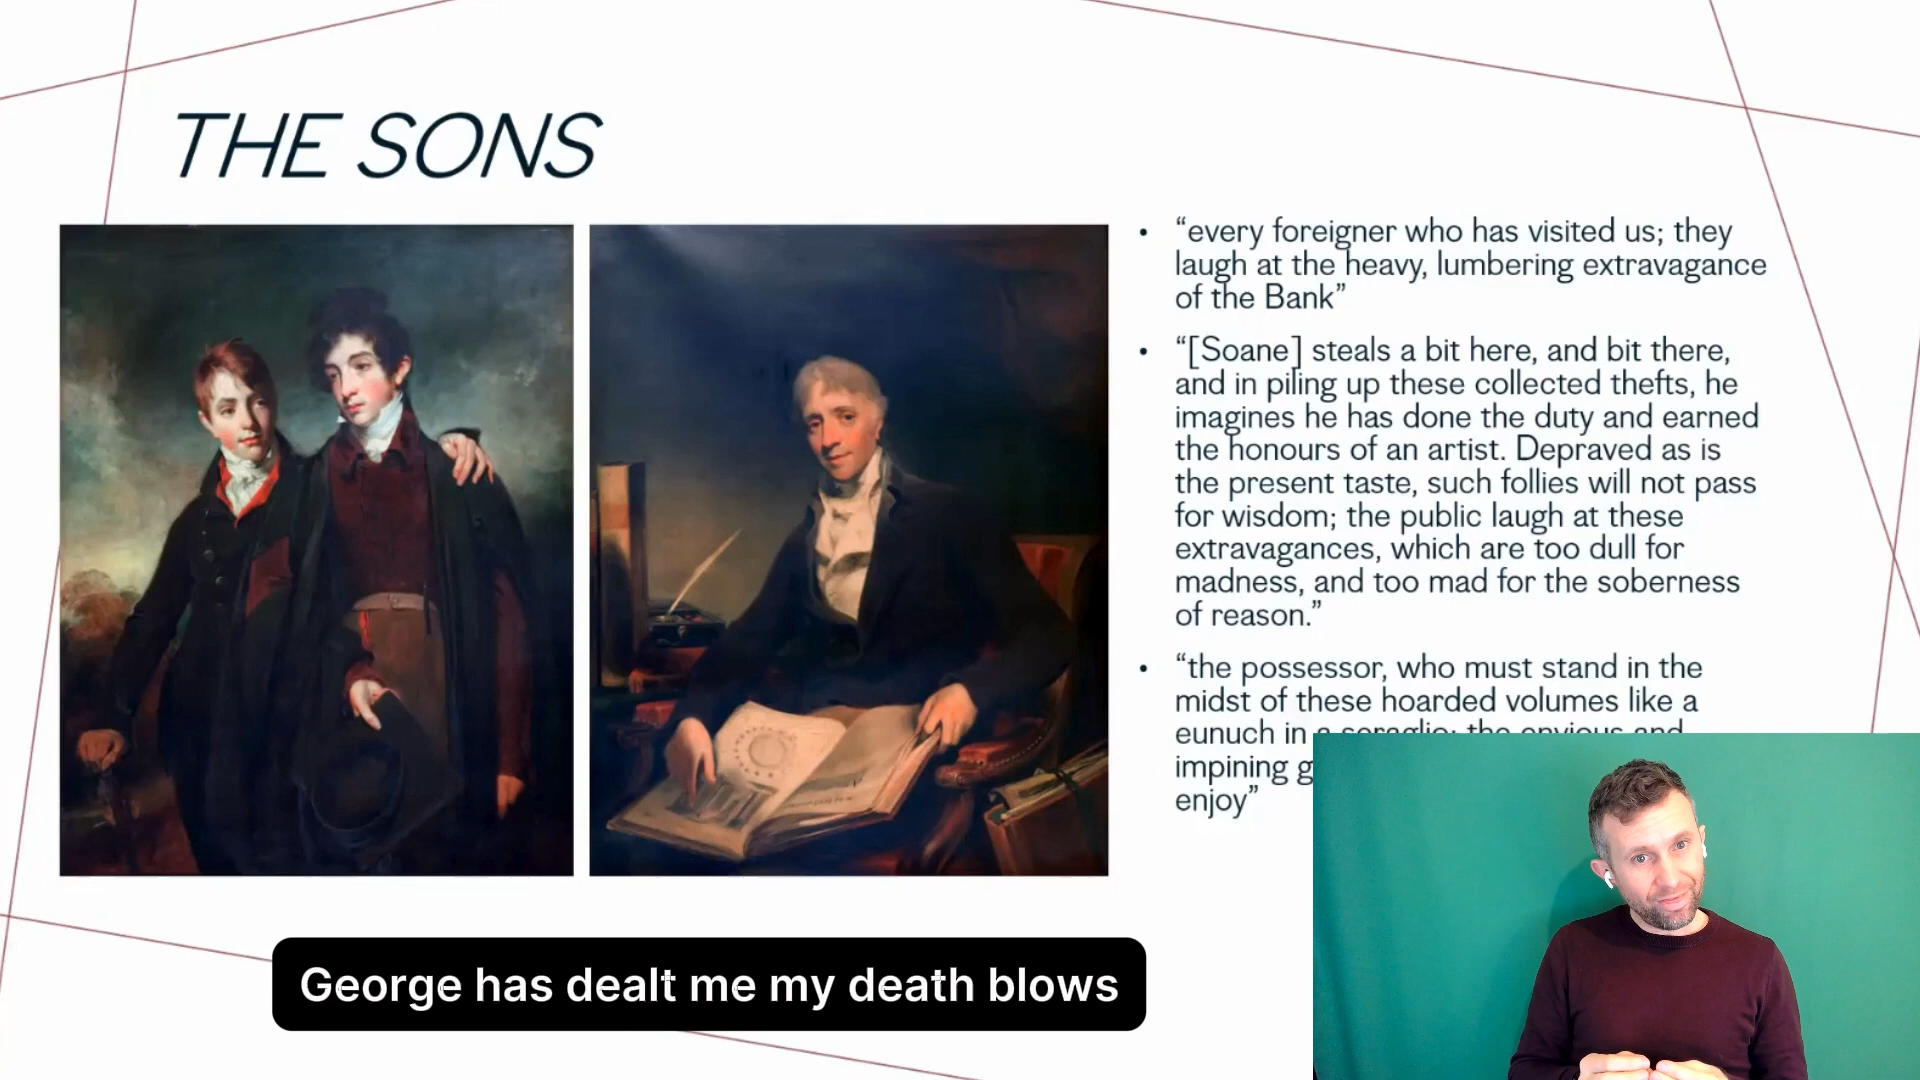 THE SONS
• “every foreigner who has visited us; they
laugh at the heavy, lumbering extravagance
of the Bank”
• “[Soane] steals a bit here, and bit there,
and in piling up these collected thefts, he
imagines he has done the duty and earned
the honours of an artist. Depraved as is
the present taste, such follies will not pass
for wisdom; the public laugh at these
extravagances, which are too dull for
madness, and too mad for the soberness
of reason.”
• “the possessor, who must stand in the
midst of these hoarded volumes like a
eunuch in a seraglio; the envious and
impining
enjoy”
George has dealt me my death blows